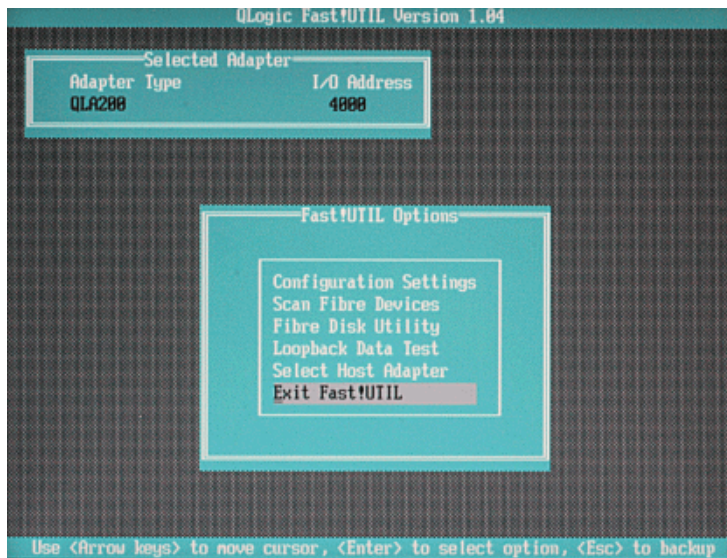 QLogic Fast!UTIL Version 1.04
Selected Adapter
Adapter Type I/O Address
QLA200 4000
Fast!UTIL Options
Configuration Settings
Scan Fibre Devices
Fibre Disk Utility
Loopback Data Test
Select Host Adapter
Exit Fast!UTIL
Use <Arrow keys> to move cursor, <Enter> to select option, <Esc> to backup